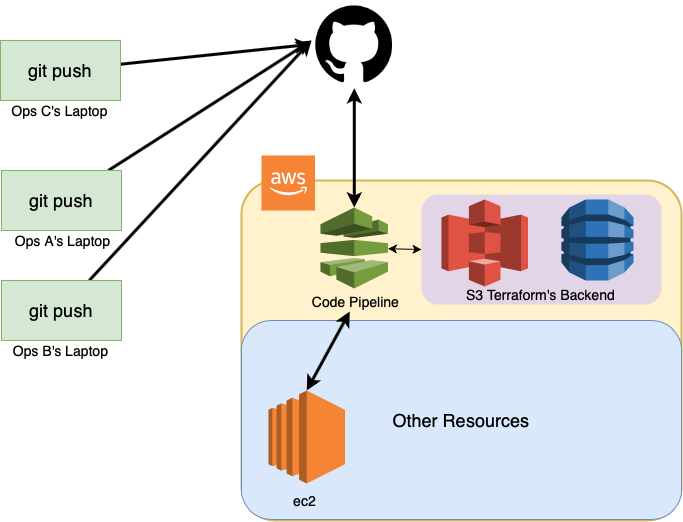 git push
Ops C's Laptop
git push
Ops A's Laptop
git push
Ops B's Laptop
aws
Code Pipeline
S3 Terraform's Backend
Other Resources
ec2